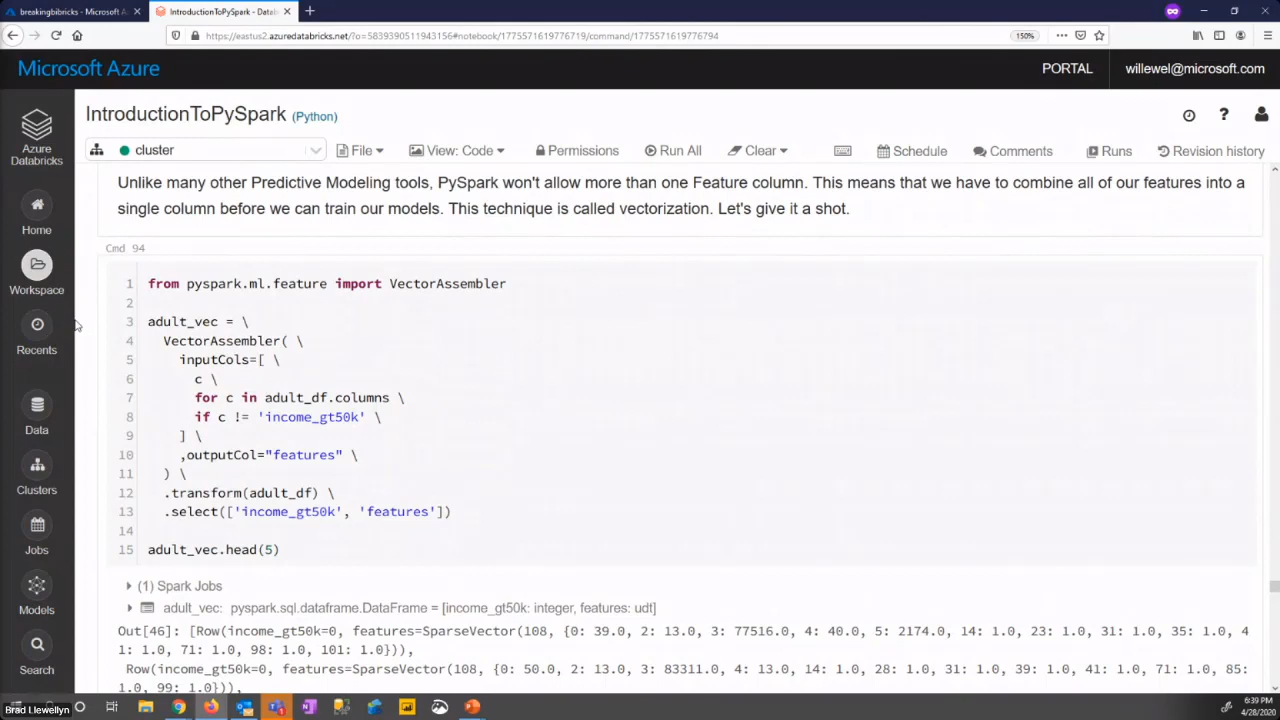 breakingbibricks - Microsoft A
IntroductionToPySpark - Datab
https://eastus2.azuredatabricks.net/?o=5839390511943156#notebook/1775571619776719/command/1775571619776794
150%
Microsoft Azure
PORTAL
willewel@microsoft.com
IntroductionToPySpark (Python)
cluster
File
View: Code
Permissions
Run All
Clear
Schedule
Comments
Runs
Revision history
Azure
Databricks
Home
Workspace
Recents
Data
Clusters
Jobs
Models
Search
Unlike many other Predictive Modeling tools, PySpark won't allow more than one Feature column. This means that we have to combine all of our features into a
single column before we can train our models. This technique is called vectorization. Let's give it a shot.
Cmd 94
1 from pyspark.ml.feature import VectorAssembler
2
3 adult_vec = \
4 VectorAssembler( \
5 inputCols=[ \
6 c \
7 for c in adult_df.columns \
8 if c != 'income_gt50k' \
9 ] \
10 ,outputCol="features" \
11 ) \
12 .transform(adult_df) \
13 .select(['income_gt50k', 'features'])
14
15 adult_vec.head(5)
(1) Spark Jobs
adult_vec: pyspark.sql.dataframe.DataFrame = [income_gt50k: integer, features: udt]
Out[46]: [Row(income_gt50k=0, features=SparseVector(108, {0: 39.0, 2: 13.0, 3: 77516.0, 4: 40.0, 5: 2174.0, 14: 1.0, 23: 1.0, 31: 1.0, 35: 1.0, 4
1: 1.0, 71: 1.0, 98: 1.0, 101: 1.0})),
Row(income_gt50k=0, features=SparseVector(108, {0: 50.0, 2: 13.0, 3: 83311.0, 4: 13.0, 14: 1.0, 28: 1.0, 31: 1.0, 39: 1.0, 41: 1.0, 71: 1.0, 85:
1.0, 99: 1.0})),
Brad Llewellyn
6:39 PM
4/28/2020